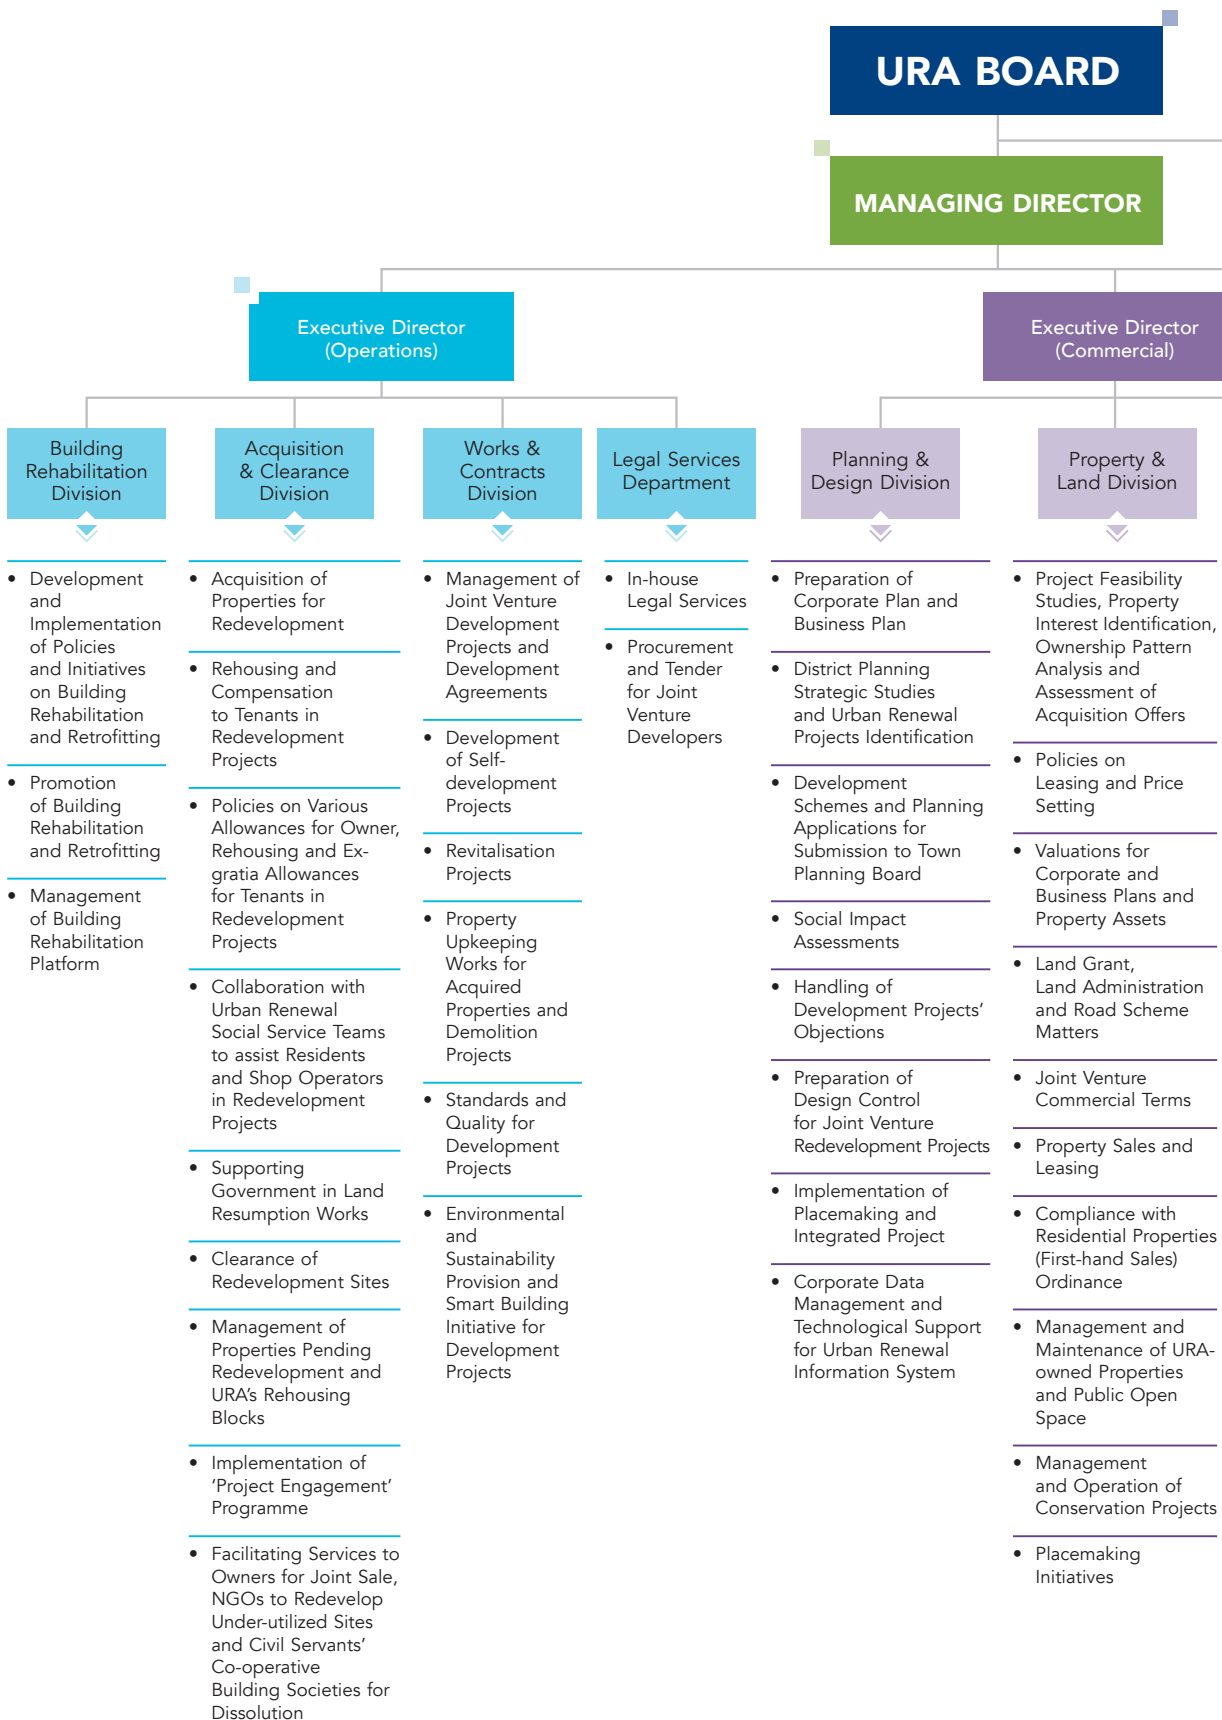 URA BOARD
MANAGING DIRECTOR
Executive Director
(Operations)
Executive Director
(Commercial)
Building
Rehabilitation
Division
Acquisition
& Clearance
Division
Works &
Contracts
Division
Legal Services
Department
Planning &
Design Division
Property &
Land Division
• Development
and
Implementation
of Policies
and Initiatives
on Building
Rehabilitation
and Retrofitting
• Promotion
of Building
Rehabilitation
and Retrofitting
• Management
of Building
Rehabilitation
Platform
• Acquisition of
Properties for
Redevelopment
• Rehousing and
Compensation
to Tenants in
Redevelopment
Projects
• Policies on Various
Allowances for Owner,
Rehousing and Ex-
gratia Allowances
for Tenants in
Redevelopment
Projects
• Collaboration with
Urban Renewal
Social Service Teams
to assist Residents
and Shop Operators
in Redevelopment
Projects
• Supporting
Government in Land
Resumption Works
• Clearance of
Redevelopment Sites
• Management of
Properties Pending
Redevelopment and
URA's Rehousing
Blocks
• Implementation of
'Project Engagement'
Programme
• Facilitating Services to
Owners for Joint Sale,
NGOs to Redevelop
Under-utilized Sites
and Civil Servants'
Co-operative
Building Societies for
Dissolution
• Management of
Joint Venture
Development
Projects and
Development
Agreements
• Development
of Self-
development
Projects
• Revitalisation
Projects
• Property
Upkeeping
Works for
Acquired
Properties and
Demolition
Projects
• Standards and
Quality for
Development
Projects
• Environmental
and
Sustainability
Provision and
Smart Building
Initiative for
Development
Projects
• In-house
Legal Services
• Procurement
and Tender
for Joint
Venture
Developers
• Preparation of
Corporate Plan and
Business Plan
• District Planning
Strategic Studies
and Urban Renewal
Projects Identification
• Development
Schemes and Planning
Applications for
Submission to Town
Planning Board
• Social Impact
Assessments
• Handling of
Development Projects'
Objections
• Preparation of
Design Control
for Joint Venture
Redevelopment Projects
• Implementation of
Placemaking and
Integrated Project
• Corporate Data
Management and
Technological Support
for Urban Renewal
Information System
• Project Feasibility
Studies, Property
Interest Identification,
Ownership Pattern
Analysis and
Assessment of
Acquisition Offers
• Policies on
Leasing and Price
Setting
• Valuations for
Corporate and
Business Plans and
Property Assets
• Land Grant,
Land Administration
and Road Scheme
Matters
• Joint Venture
Commercial Terms
• Property Sales and
Leasing
• Compliance with
Residential Properties
(First-hand Sales)
Ordinance
• Management and
Maintenance of URA-
owned Properties
and Public Open
Space
• Management
and Operation of
Conservation Projects
• Placemaking
Initiatives